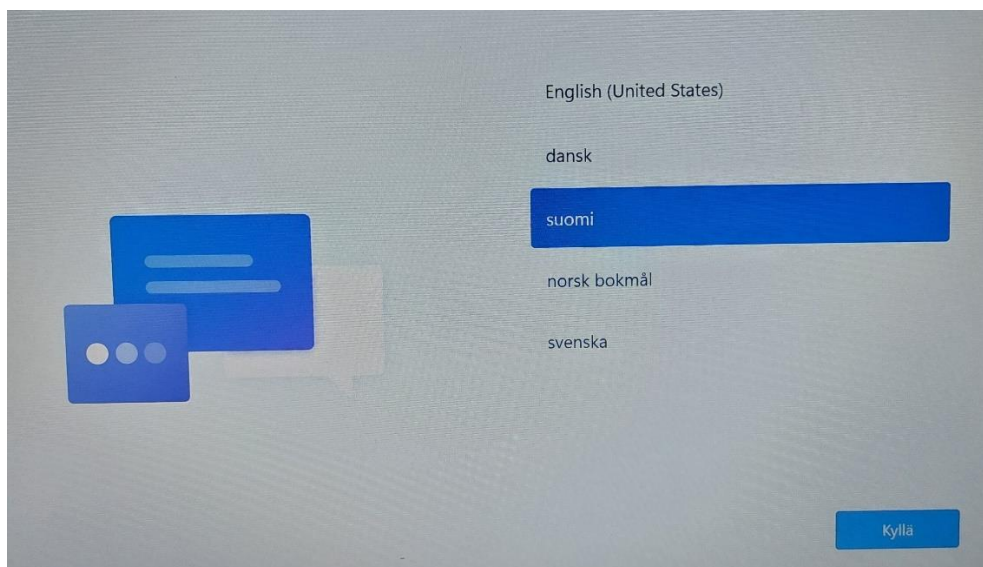 English (United States)
dansk
suomi
norsk bokmål
svenska
Kyllä